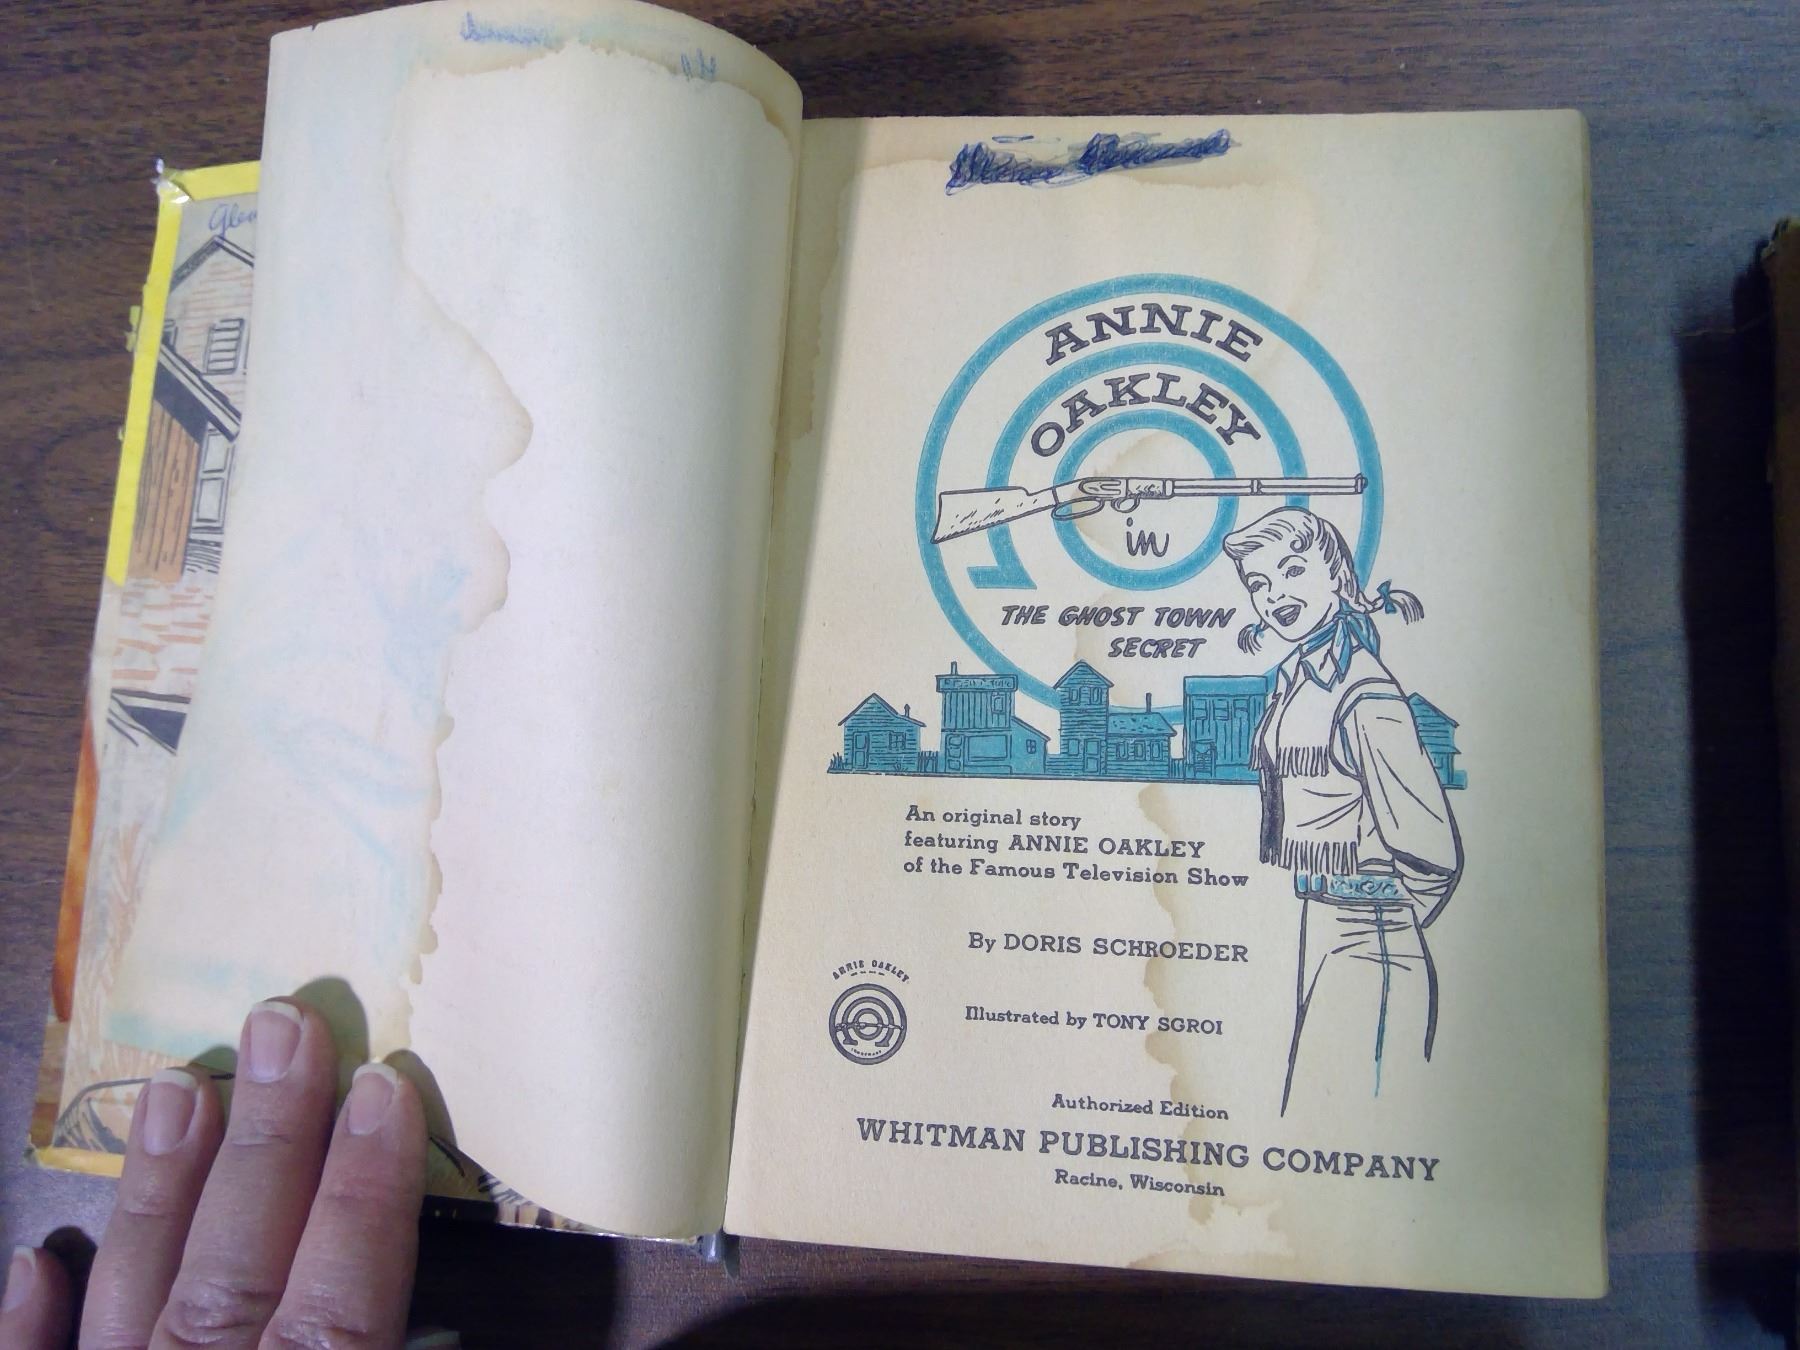 ANNIE
OAKLEY
in
THE GHOST TOWN
SECRET
An original story
featuring ANNIE OAKLEY
of the Famous Television Show
By DORIS SCHROEDER
ANNIE OAKLEY
Illustrated by TONY SGROI
Authorized Edition
WHITMAN PUBLISHING COMPANY
Racine, Wisconsin